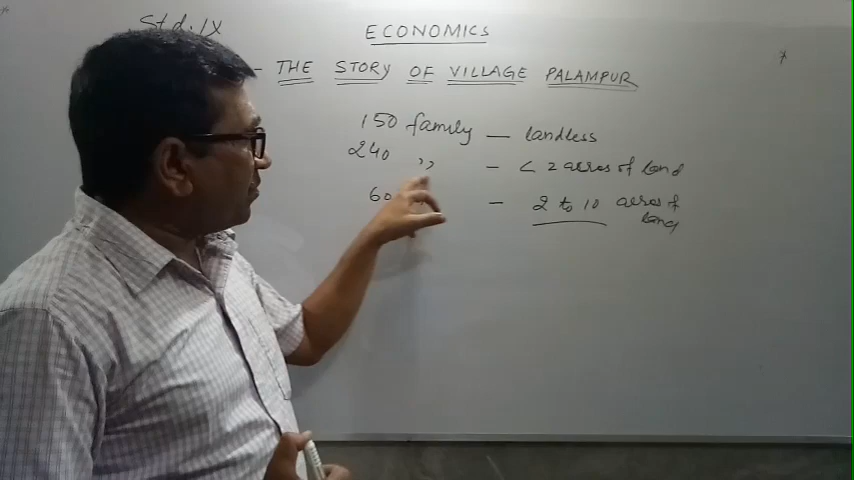 Std. IX
ECONOMICS
- THE STORY OF VILLAGE PALAMPUR
150 family — landless
240 " - < 2 acres of land
60 " - 2 to 10 acres of
land